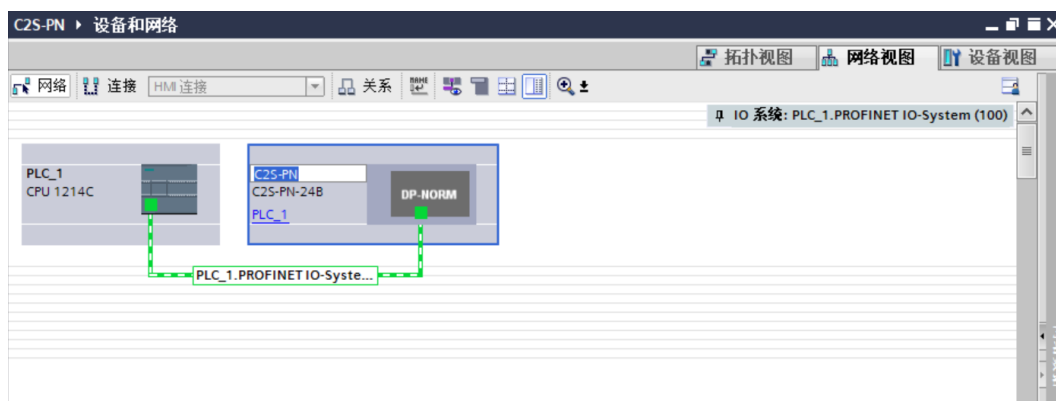 C2S-PN ▸ 设备和网络
拓扑视图 网络视图 设备视图
网络 连接 HMI 连接 关系
IO 系统: PLC_1.PROFINET IO-System (100)
PLC_1
CPU 1214C
C2S-PN
C2S-PN-24B
PLC_1
DP-NORM
PLC_1.PROFINET IO-Syste...